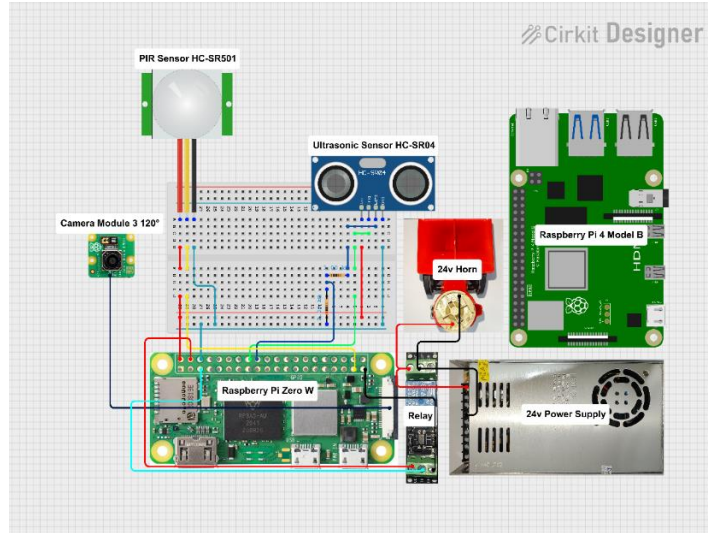 Cirkit Designer
PIR Sensor HC-SR501
Ultrasonic Sensor HC-SR04
HC-SR04
Camera Module 3 120°
24v Horn
Raspberry Pi 4 Model B
HDMI
Raspberry Pi Zero W
Relay
24v Power Supply